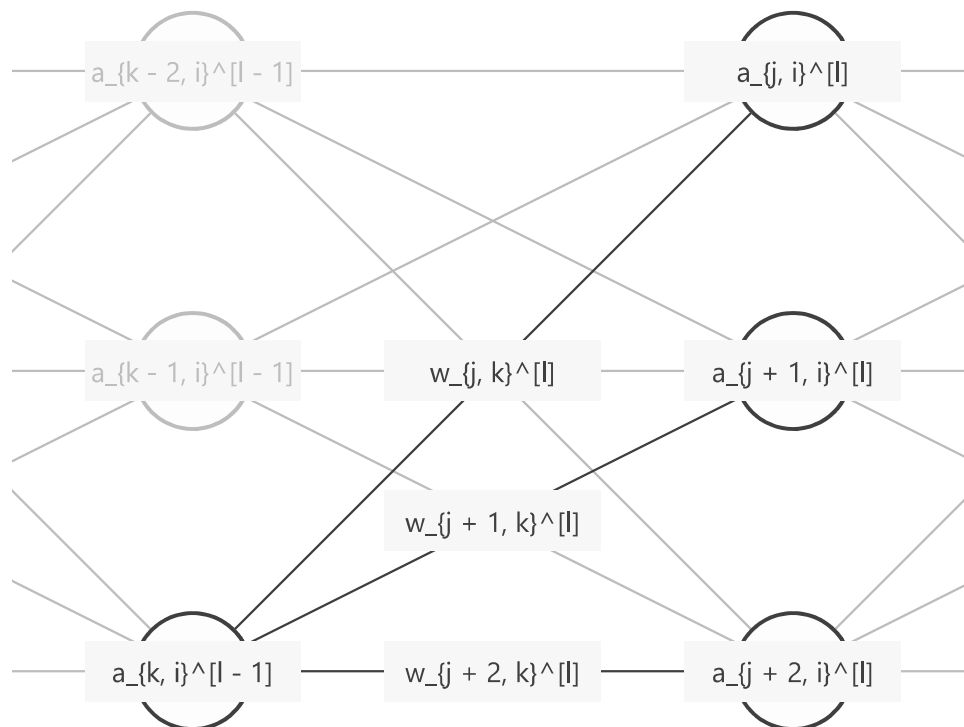 a_{k - 2, i}^[l - 1]
a_{j, i}^[l]
a_{k - 1, i}^[l - 1]
w_{j, k}^[l]
a_{j + 1, i}^[l]
w_{j + 1, k}^[l]
a_{k, i}^[l - 1]
w_{j + 2, k}^[l]
a_{j + 2, i}^[l]